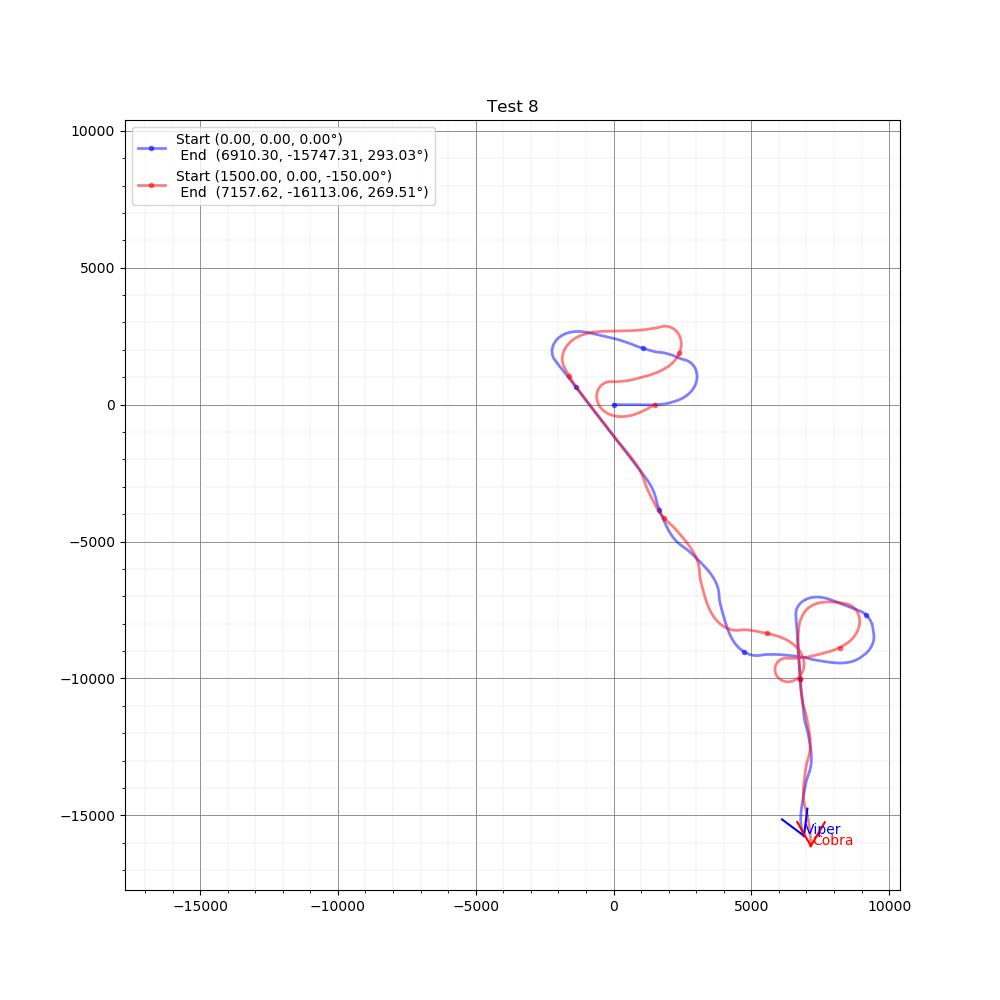 Test 8
Start (0.00, 0.00, 0.00°)
End  (6910.30, -15747.31, 293.03°)
Start (1500.00, 0.00, -150.00°)
End  (7157.62, -16113.06, 269.51°)
10000
5000
0
−5000
−10000
−15000
Viper
Cobra
−15000
−10000
−5000
0
5000
10000